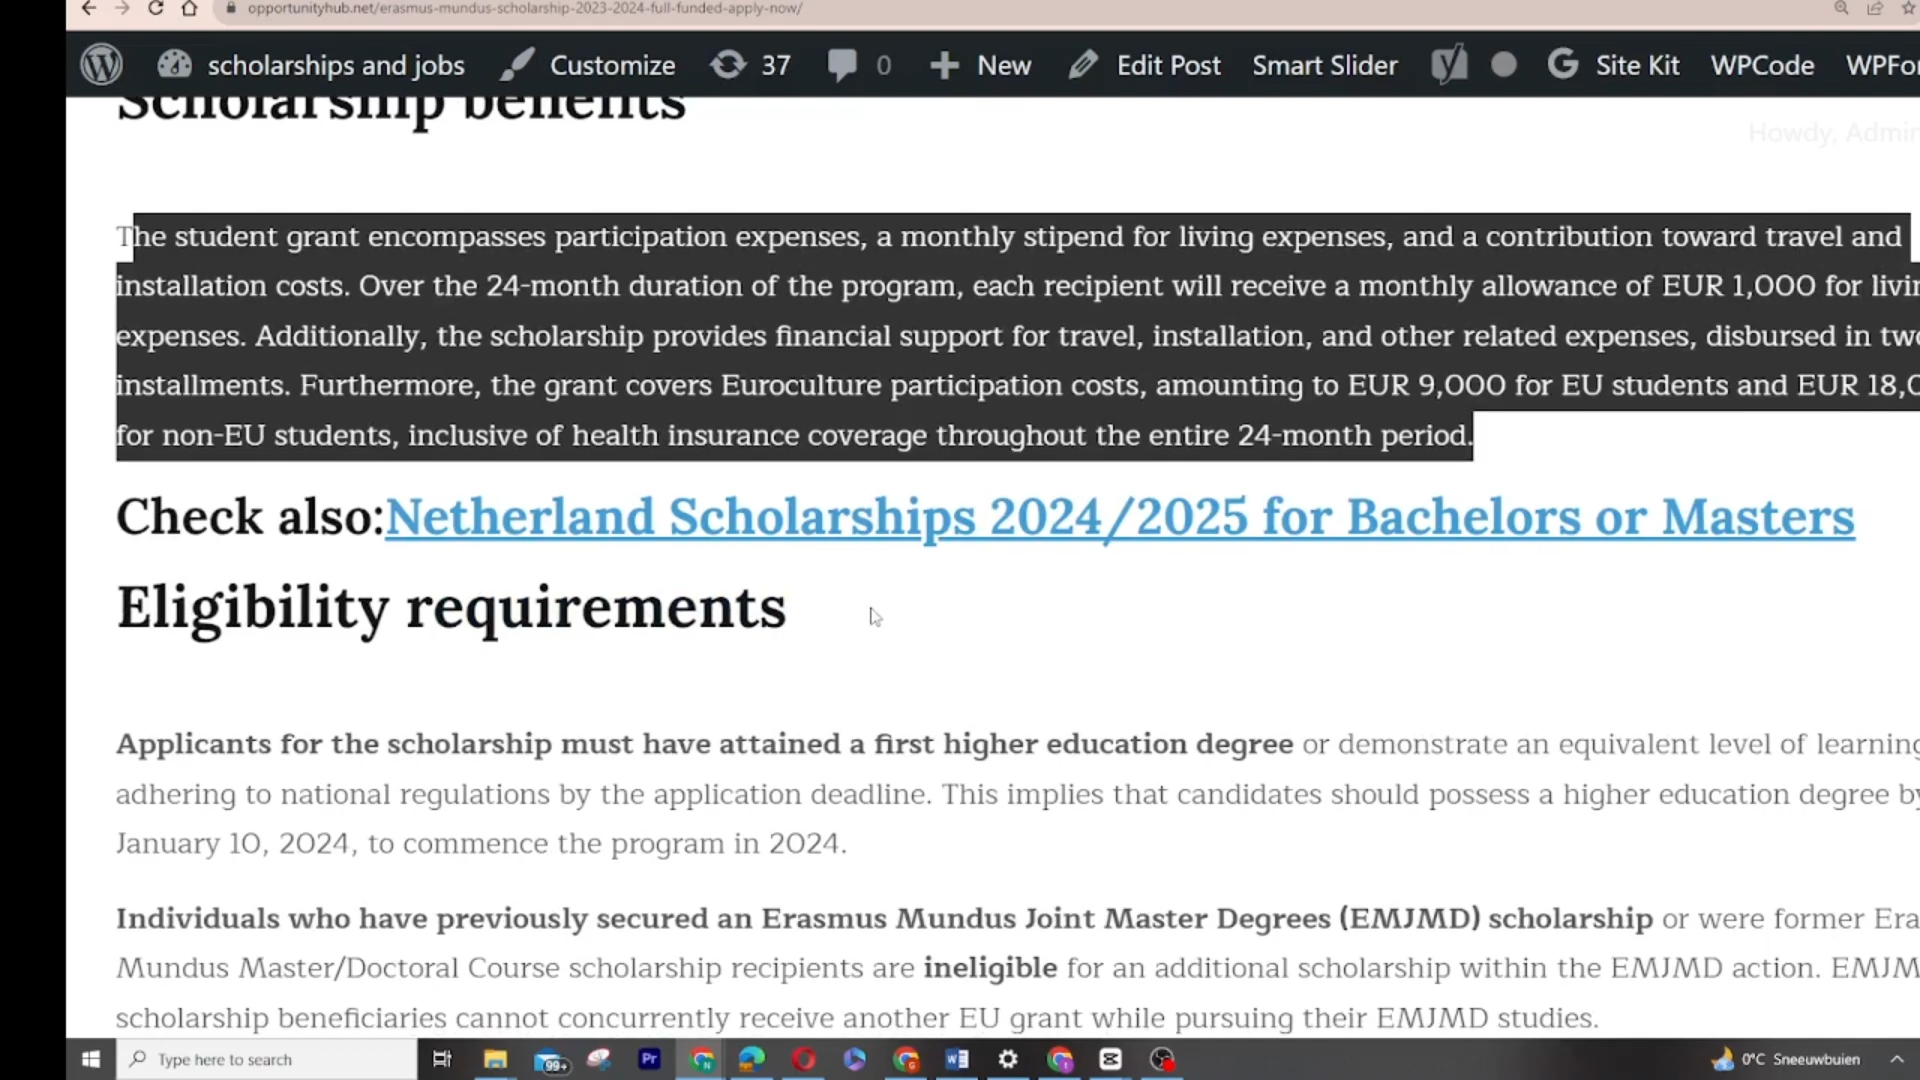 opportunityhub.net/erasmus-mundus-scholarship-2023-2024-full-funded-apply-now/
scholarships and jobs Customize 37 0 New Edit Post Smart Slider Site Kit WPCode WPFor
Scholarship benefits
Howdy, Admin
The student grant encompasses participation expenses, a monthly stipend for living expenses, and a contribution toward travel and
installation costs. Over the 24-month duration of the program, each recipient will receive a monthly allowance of EUR 1,000 for livin
expenses. Additionally, the scholarship provides financial support for travel, installation, and other related expenses, disbursed in two
installments. Furthermore, the grant covers Euroculture participation costs, amounting to EUR 9,000 for EU students and EUR 18,0
for non-EU students, inclusive of health insurance coverage throughout the entire 24-month period.
Check also:Netherland Scholarships 2024/2025 for Bachelors or Masters
Eligibility requirements
Applicants for the scholarship must have attained a first higher education degree or demonstrate an equivalent level of learning
adhering to national regulations by the application deadline. This implies that candidates should possess a higher education degree by
January 10, 2024, to commence the program in 2024.
Individuals who have previously secured an Erasmus Mundus Joint Master Degrees (EMJMD) scholarship or were former Era
Mundus Master/Doctoral Course scholarship recipients are ineligible for an additional scholarship within the EMJMD action. EMJM
scholarship beneficiaries cannot concurrently receive another EU grant while pursuing their EMJMD studies.
Type here to search 99+ Pr 0°C Sneeuwbuien